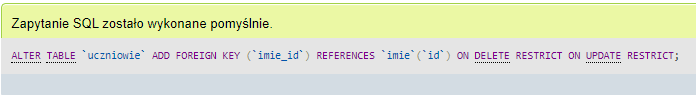 Zapytanie SQL zostało wykonane pomyślnie.
ALTER TABLE `uczniowie` ADD FOREIGN KEY (`imie_id`) REFERENCES `imie`(`id`) ON DELETE RESTRICT ON UPDATE RESTRICT;